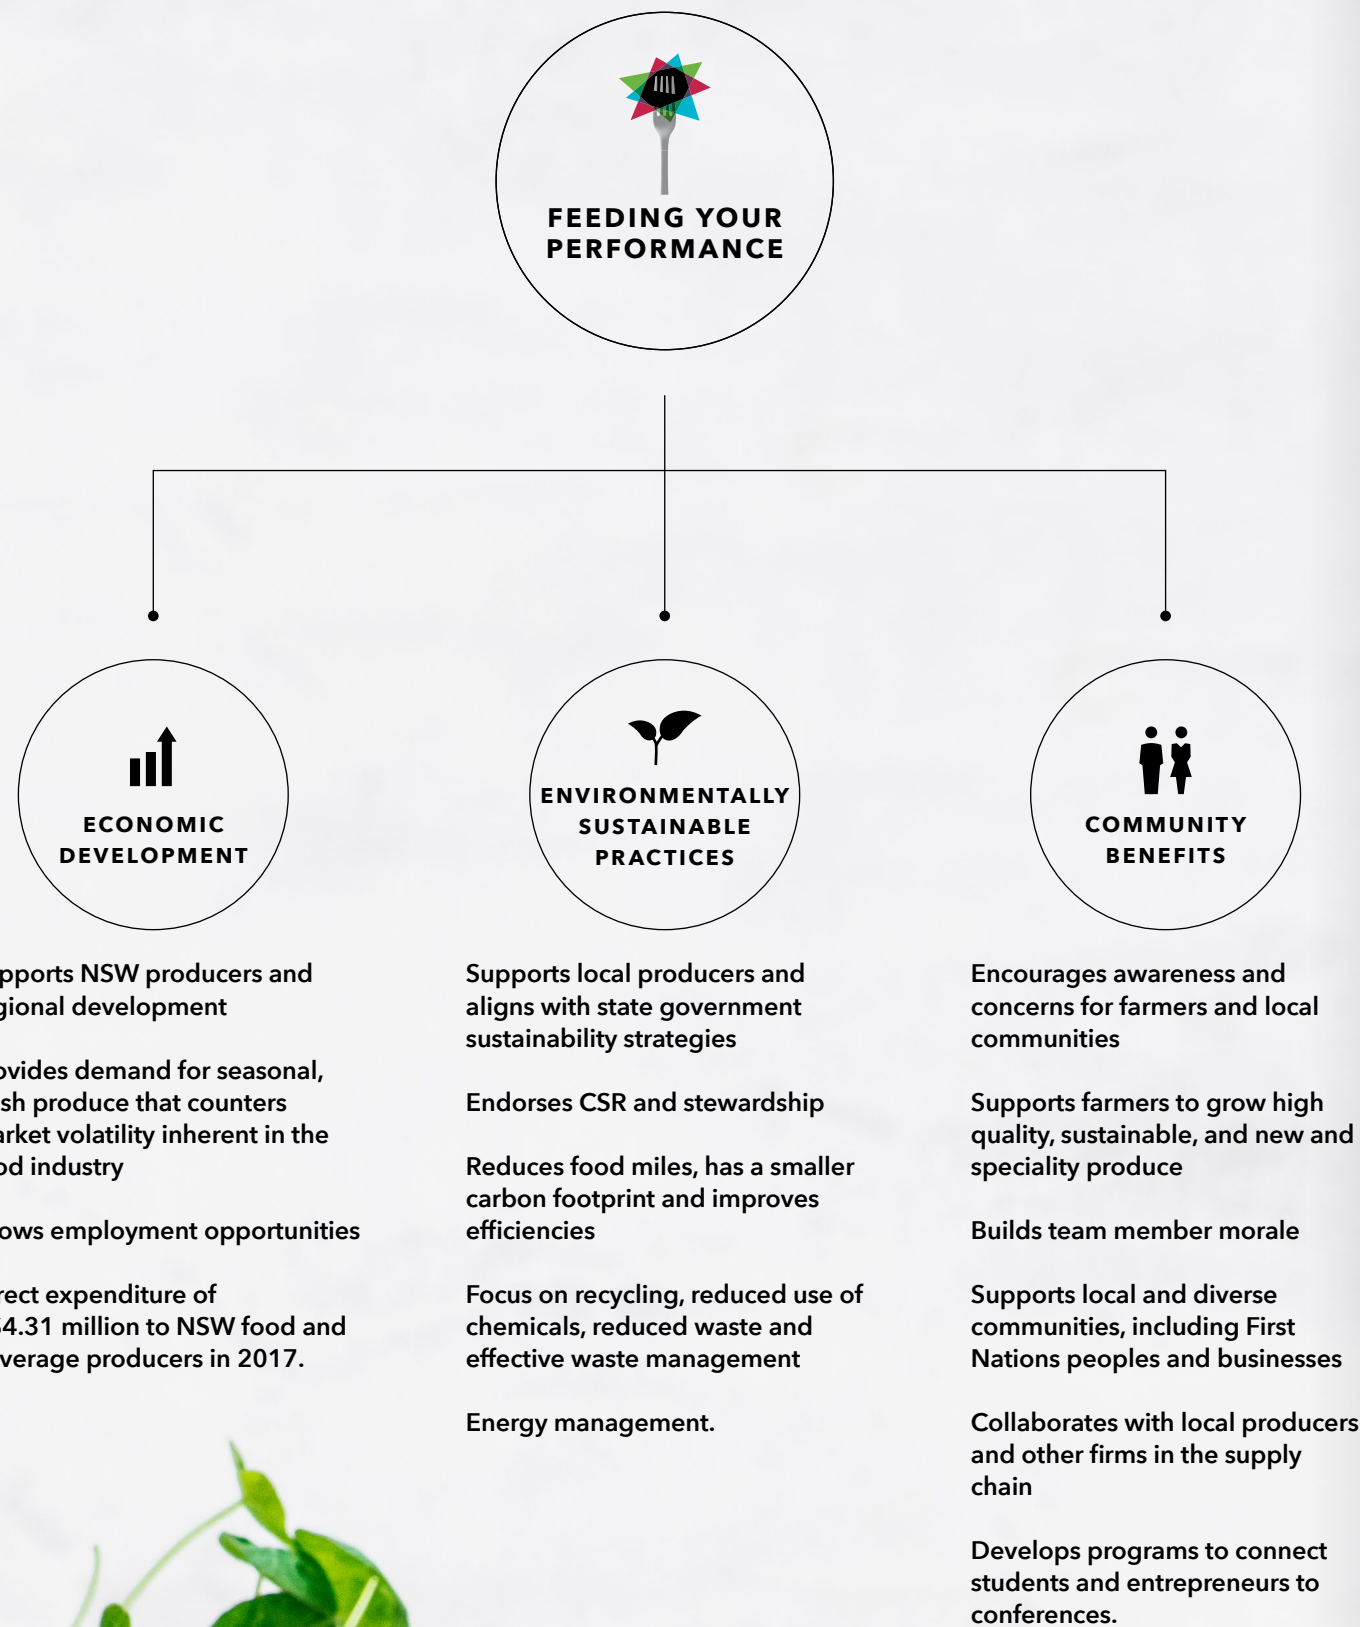 FEEDING YOUR
PERFORMANCE
ECONOMIC
DEVELOPMENT
pports NSW producers and
gional development
ovides demand for seasonal,
sh produce that counters
arket volatility inherent in the
od industry
ows employment opportunities
rect expenditure of
4.31 million to NSW food and
verage producers in 2017.
ENVIRONMENTALLY
SUSTAINABLE
PRACTICES
Supports local producers and
aligns with state government
sustainability strategies
Endorses CSR and stewardship
Reduces food miles, has a smaller
carbon footprint and improves
efficiencies
Focus on recycling, reduced use of
chemicals, reduced waste and
effective waste management
Energy management.
COMMUNITY
BENEFITS
Encourages awareness and
concerns for farmers and local
communities
Supports farmers to grow high
quality, sustainable, and new and
speciality produce
Builds team member morale
Supports local and diverse
communities, including First
Nations peoples and businesses
Collaborates with local producers
and other firms in the supply
chain
Develops programs to connect
students and entrepreneurs to
conferences.